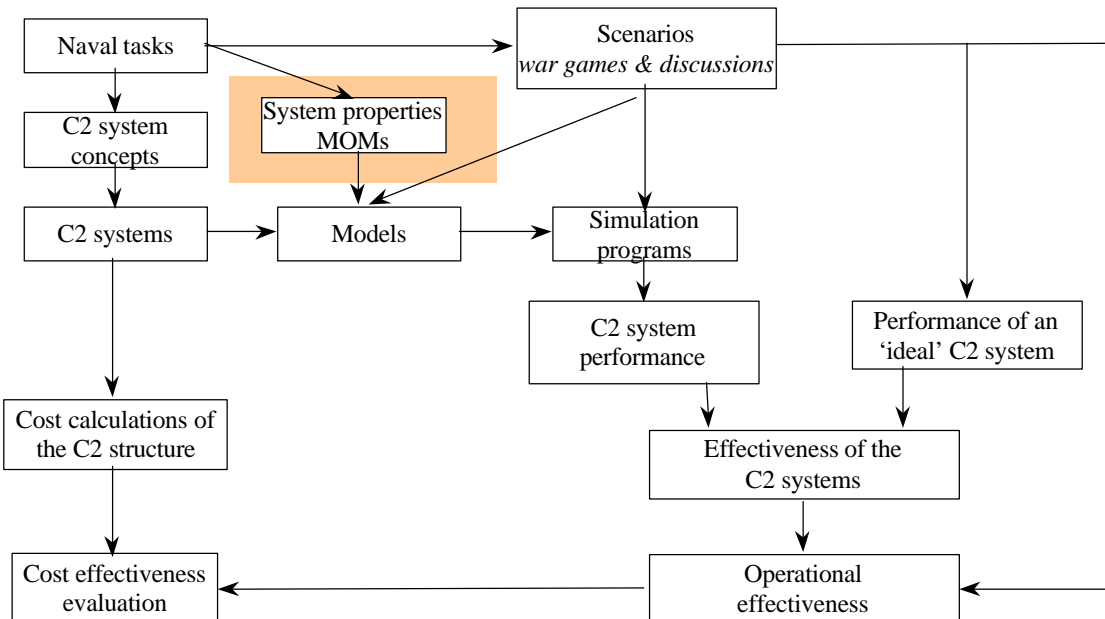 Naval tasks
Scenarios
war games & discussions
System properties
MOMs
C2 system
concepts
C2 systems
Models
Simulation
programs
C2 system
performance
Performance of an
‘ideal’ C2 system
Cost calculations of
the C2 structure
Effectiveness of the
C2 systems
Cost effectiveness
evaluation
Operational
effectiveness